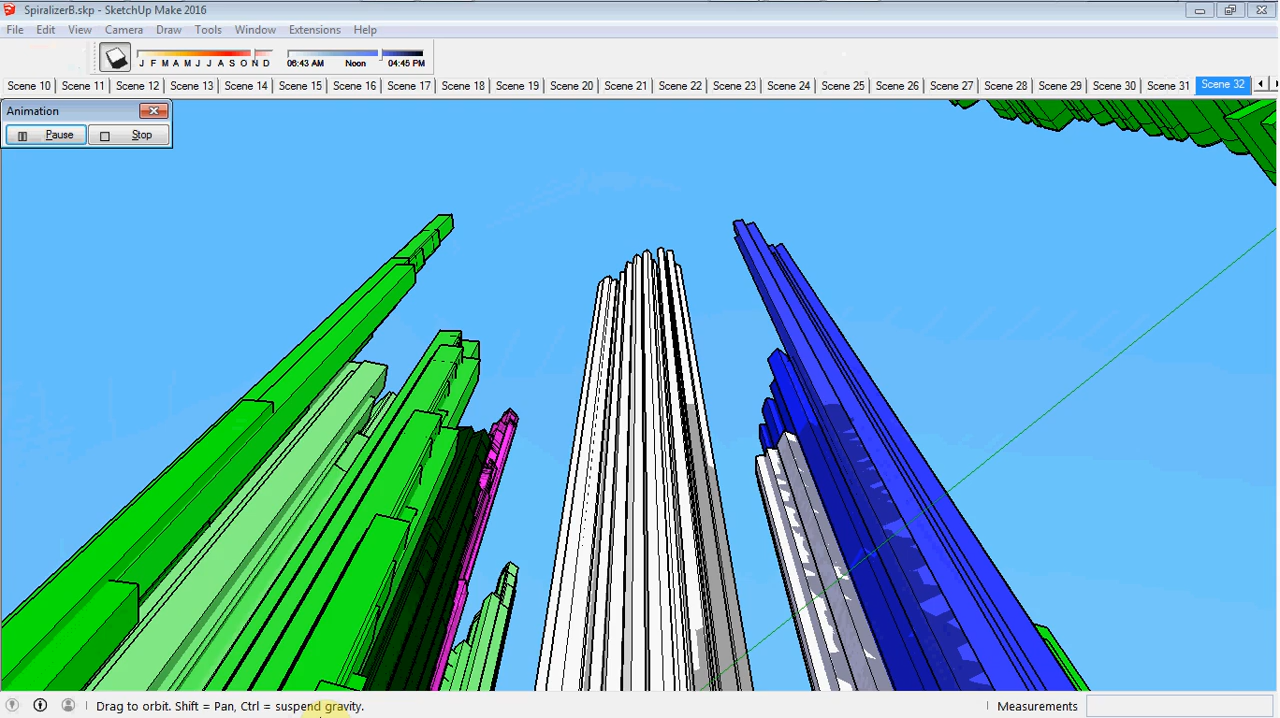 SpiralizerB.skp - SketchUp Make 2016
File Edit View Camera Draw Tools Window Extensions Help
J F M A M J J A S O N D 06:43 AM Noon 04:45 PM
Scene 10 Scene 11 Scene 12 Scene 13 Scene 14 Scene 15 Scene 16 Scene 17 Scene 18 Scene 19 Scene 20 Scene 21 Scene 22 Scene 23 Scene 24 Scene 25 Scene 26 Scene 27 Scene 28 Scene 29 Scene 30 Scene 31 Scene 32
Animation
Pause Stop
Drag to orbit. Shift = Pan, Ctrl = suspend gravity. Measurements